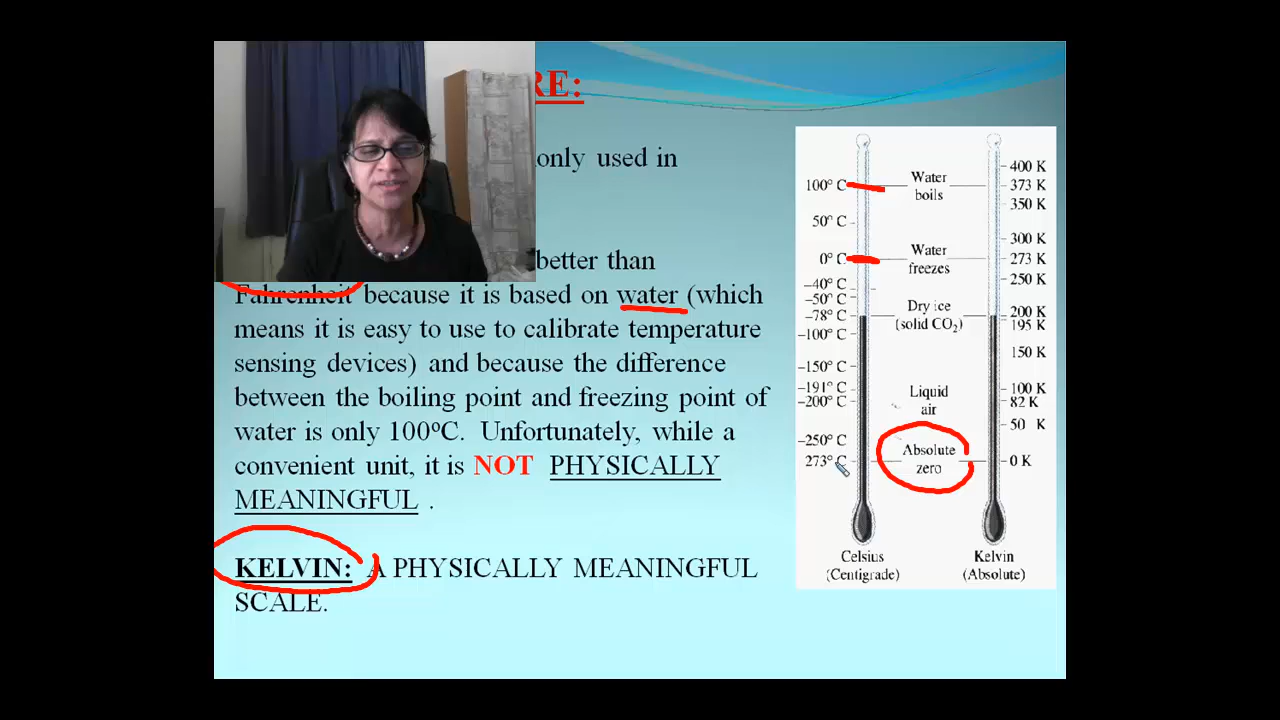 RE:
only used in
better than
Fahrenheit because it is based on water (which
means it is easy to use to calibrate temperature
sensing devices) and because the difference
between the boiling point and freezing point of
water is only 100ºC. Unfortunately, while a
convenient unit, it is NOT PHYSICALLY
MEANINGFUL .
KELVIN: A PHYSICALLY MEANINGFUL
SCALE.
400 K
100° C Water boils 373 K
350 K
50° C
300 K
0° C Water freezes 273 K
250 K
–40° C
–50° C
–78° C Dry ice (solid CO₂) 200 K
195 K
–100° C
–150° C 150 K
–191° C Liquid air 100 K
–200° C 82 K
50 K
–250° C
273° C Absolute zero 0 K
Celsius Kelvin
(Centigrade) (Absolute)